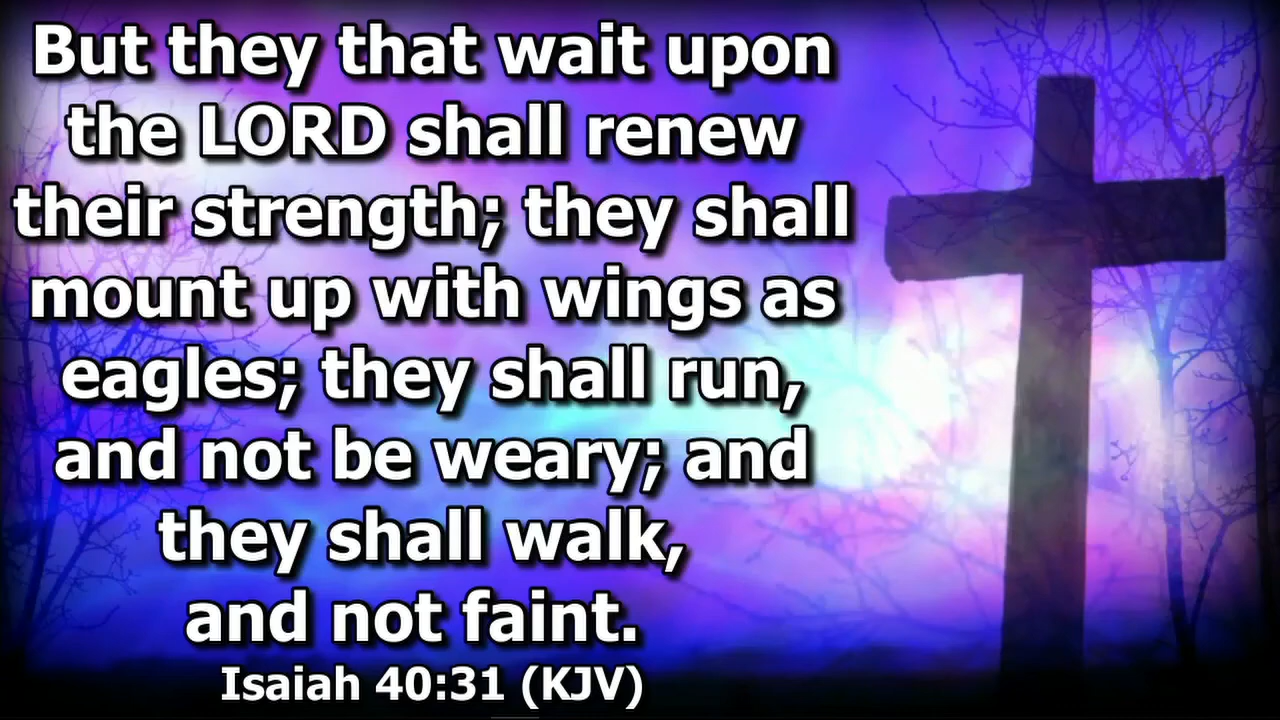 But they that wait upon
the LORD shall renew
their strength; they shall
mount up with wings as
eagles; they shall run,
and not be weary; and
they shall walk,
and not faint.
Isaiah 40:31 (KJV)